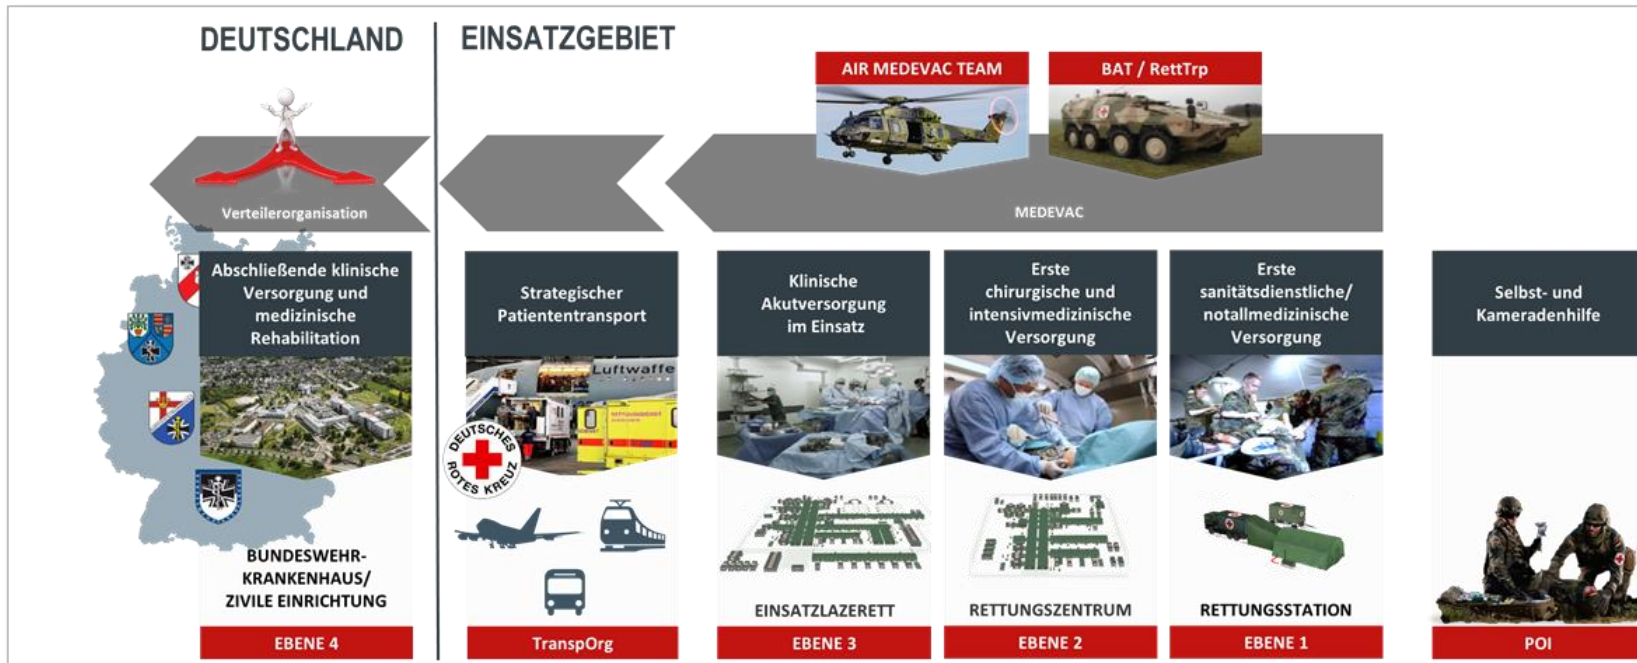 DEUTSCHLAND
EINSATZGEBIET
AIR MEDEVAC TEAM
BAT / RettTrp
Verteilerorganisation
MEDEVAC
Abschließende klinische
Versorgung und
medizinische
Rehabilitation
Strategischer
Patiententransport
Klinische
Akutversorgung
im Einsatz
Erste
chirurgische und
intensivmedizinische
Versorgung
Erste
sanitätsdienstliche/
notallmedizinische
Versorgung
Selbst- und
Kameradenhilfe
Luftwaffe
DEUTSCHES
ROTES KREUZ
BUNDESWEHR-
KRANKENHAUS/
ZIVILE EINRICHTUNG
EINSATZLAZERETT
RETTUNGSZENTRUM
RETTUNGSSTATION
EBENE 4
TranspOrg
EBENE 3
EBENE 2
EBENE 1
POI